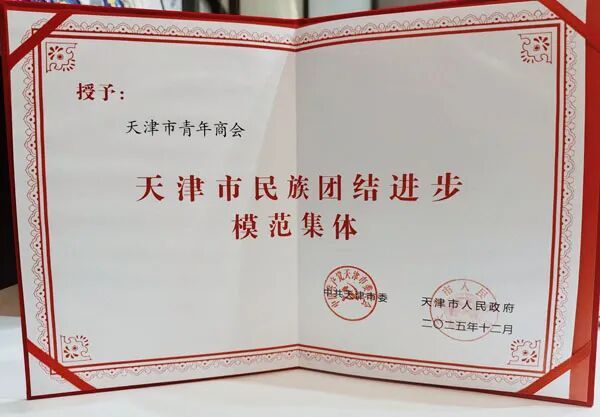 授予：
天津市青年商会
天津市民族团结进步
模范集体
中共天津市委
天津市人民政府
二〇二五年十二月